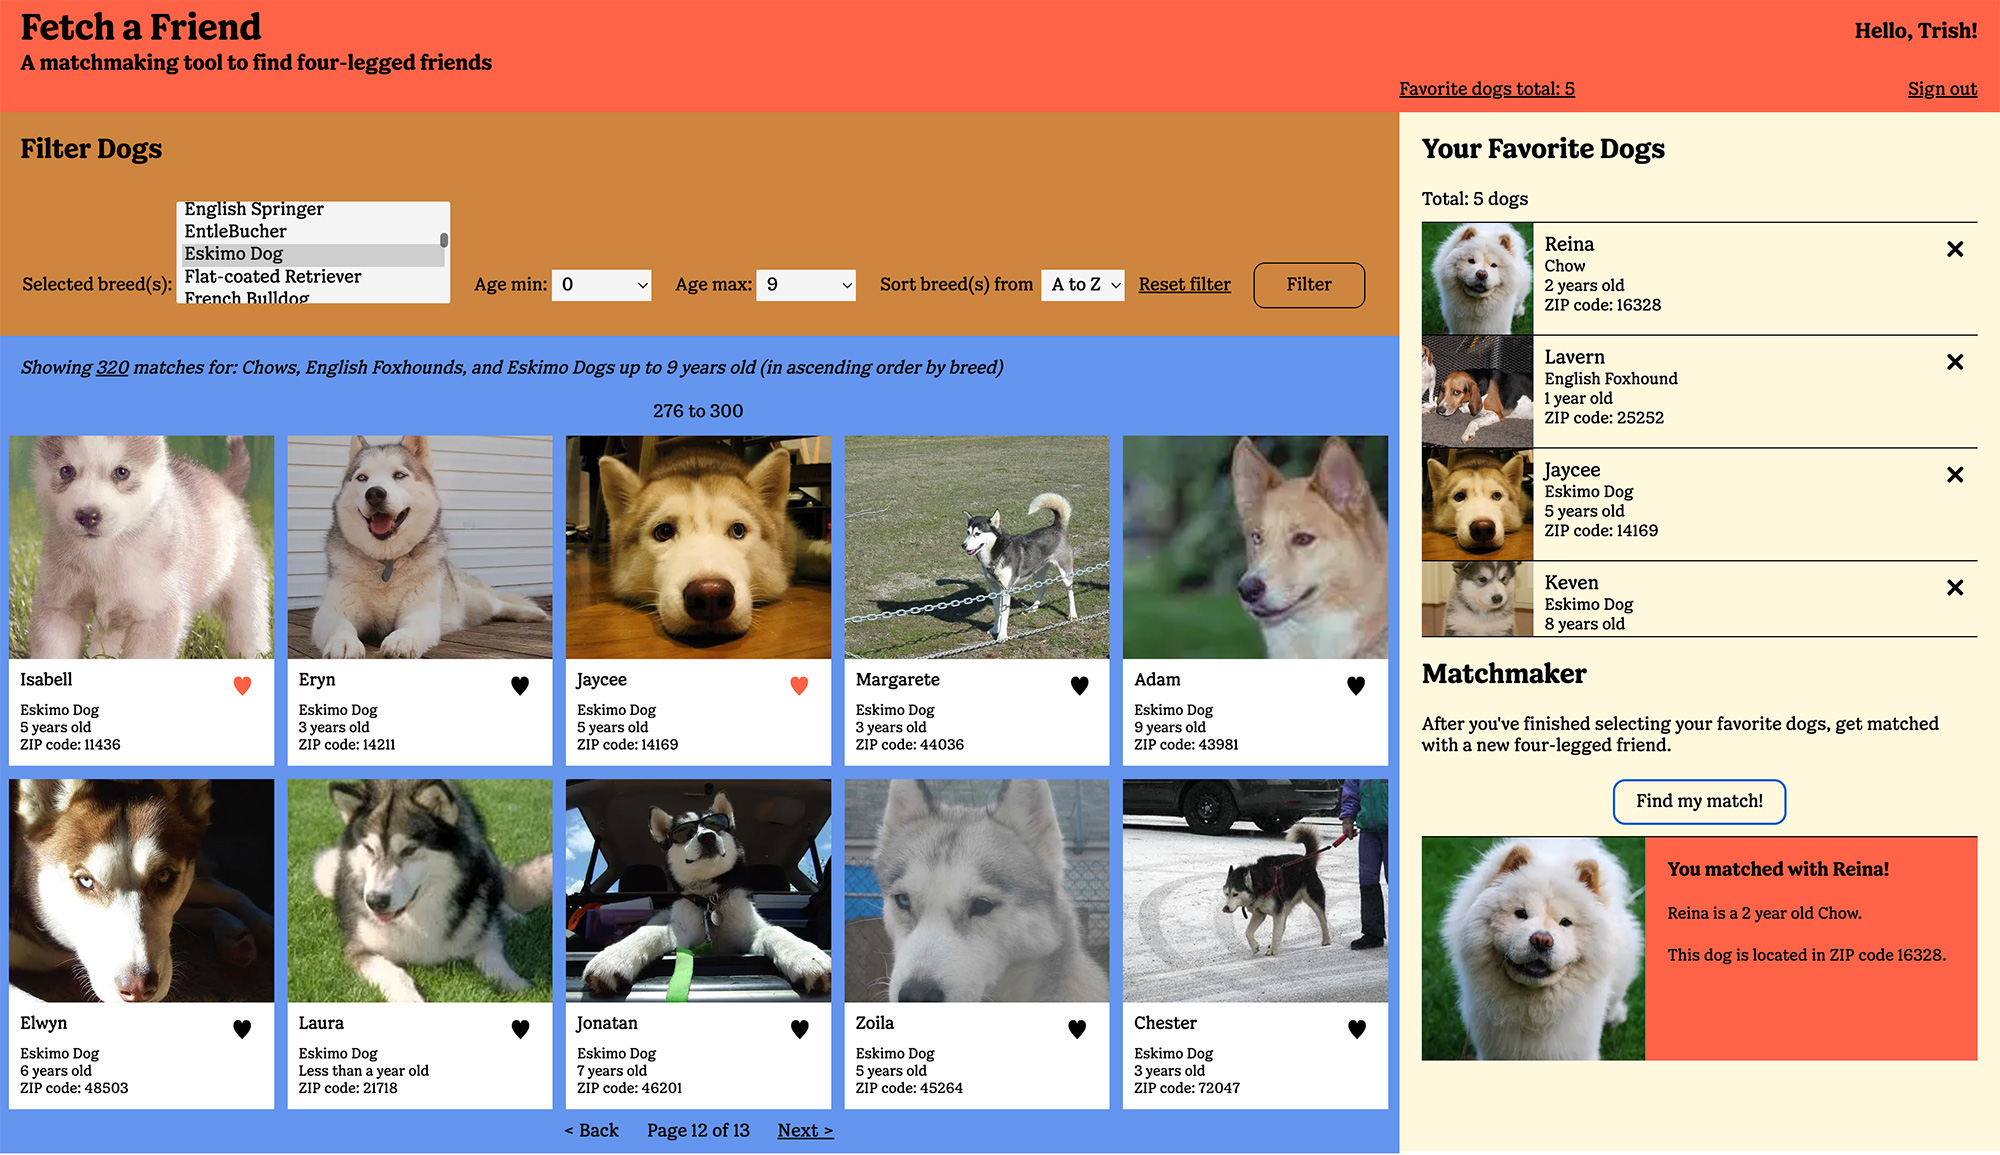 Fetch a Friend
A matchmaking tool to find four-legged friends
Hello, Trish!
Favorite dogs total: 5
Sign out
Filter Dogs
Selected breed(s):
English Springer
EntleBucher
Eskimo Dog
Flat-coated Retriever
French Bulldog
Age min: 0
Age max: 9
Sort breed(s) from A to Z
Reset filter
Filter
Showing 320 matches for: Chows, English Foxhounds, and Eskimo Dogs up to 9 years old (in ascending order by breed)
276 to 300
Isabell
Eskimo Dog
5 years old
ZIP code: 11436
Eryn
Eskimo Dog
3 years old
ZIP code: 14211
Jaycee
Eskimo Dog
5 years old
ZIP code: 14169
Margarete
Eskimo Dog
3 years old
ZIP code: 44036
Adam
Eskimo Dog
9 years old
ZIP code: 43981
Elwyn
Eskimo Dog
6 years old
ZIP code: 48503
Laura
Eskimo Dog
Less than a year old
ZIP code: 21718
Jonatan
Eskimo Dog
7 years old
ZIP code: 46201
Zoila
Eskimo Dog
5 years old
ZIP code: 45264
Chester
Eskimo Dog
3 years old
ZIP code: 72047
< Back
Page 12 of 13
Next >
Your Favorite Dogs
Total: 5 dogs
Reina
Chow
2 years old
ZIP code: 16328
Lavern
English Foxhound
1 year old
ZIP code: 25252
Jaycee
Eskimo Dog
5 years old
ZIP code: 14169
Keven
Eskimo Dog
8 years old
Matchmaker
After you've finished selecting your favorite dogs, get matched
with a new four-legged friend.
Find my match!
You matched with Reina!
Reina is a 2 year old Chow.
This dog is located in ZIP code 16328.